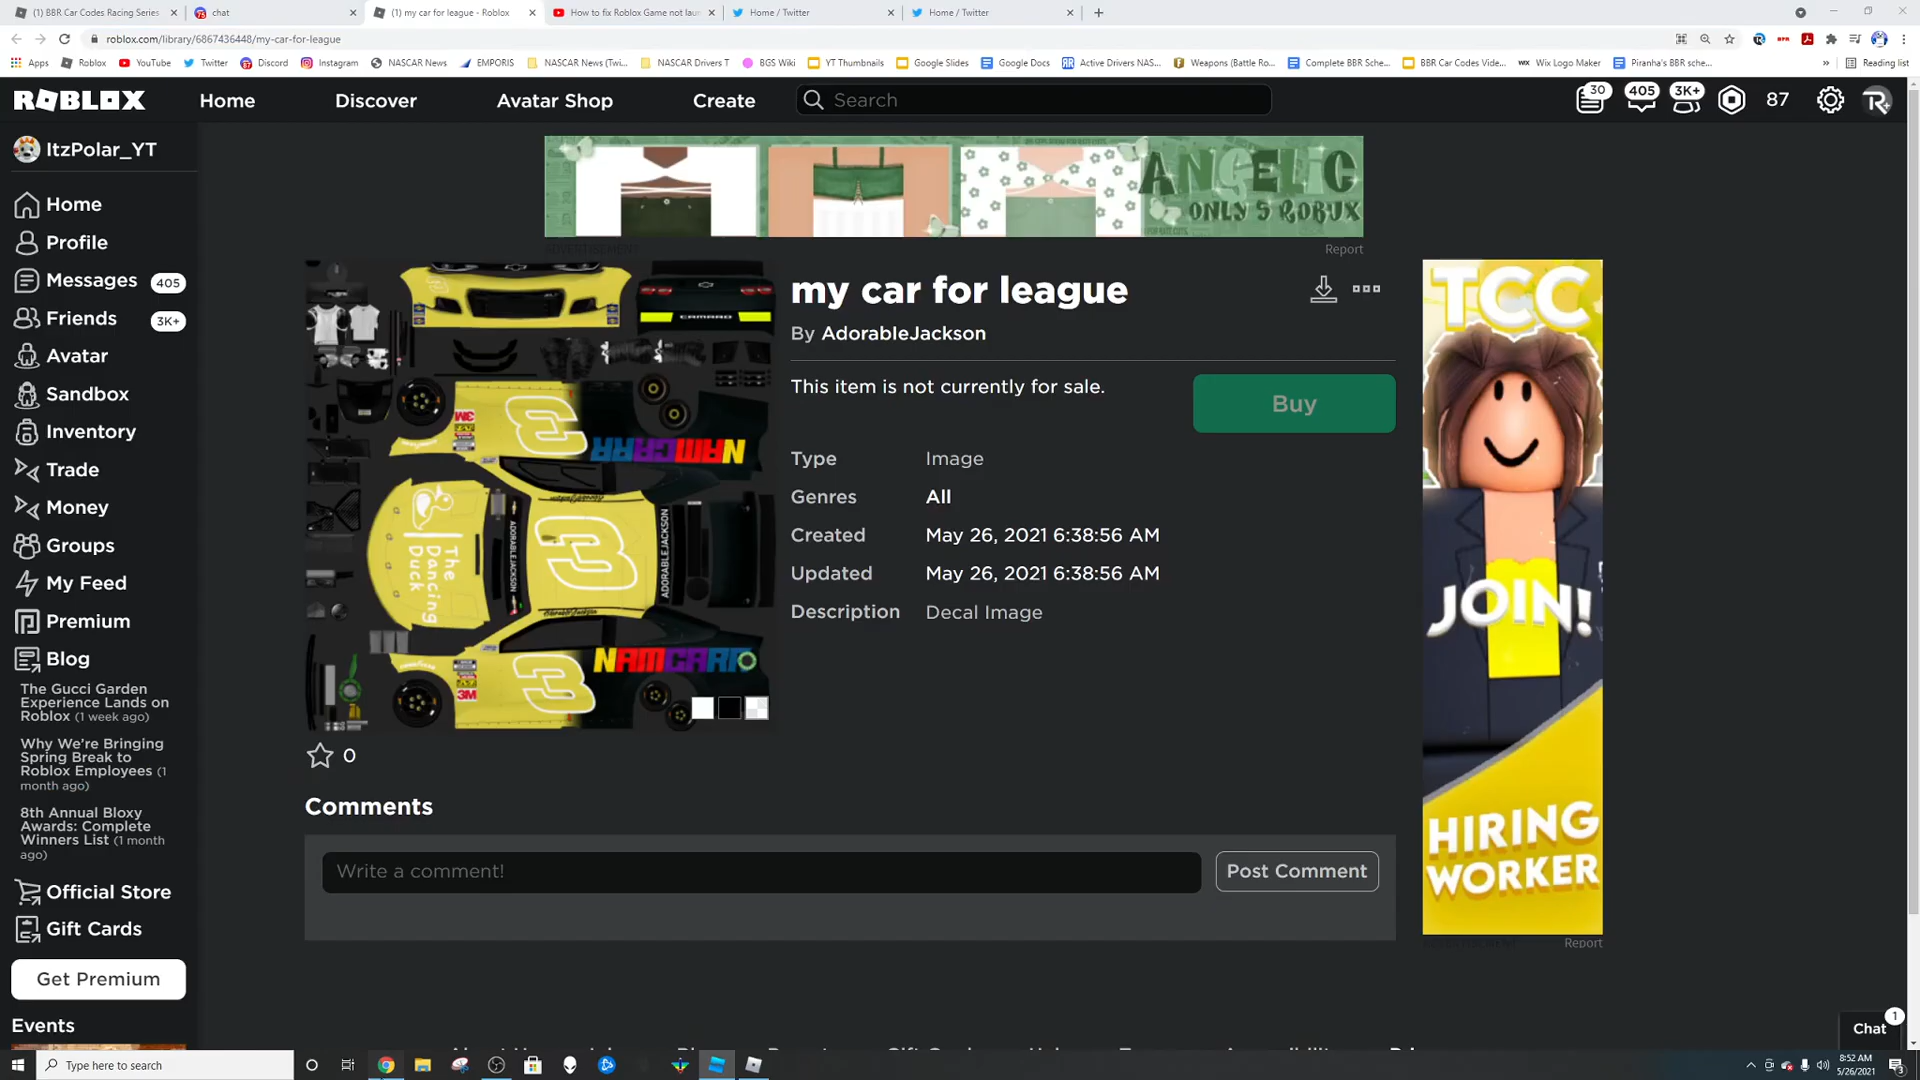 (1) BBR Car Codes Racing Series
chat
(1) my car for league - Roblox
How to fix Roblox Game not laun
Home / Twitter
Home / Twitter
roblox.com/library/6867436448/my-car-for-league
Apps
Roblox
YouTube
Twitter
Discord
Instagram
NASCAR News
EMPORIS
NASCAR News (Twi...
NASCAR Drivers T
BGS Wiki
YT Thumbnails
Google Slides
Google Docs
Active Drivers NAS...
Weapons (Battle Ro...
Complete BBR Sche...
BBR Car Codes Vide...
WiX Wix Logo Maker
Piranha's BBR sche...
»
Reading list
ROBLOX
Home
Discover
Avatar Shop
Create
Search
30
405
3K+
87
ItzPolar_YT
Home
Profile
Messages 405
Friends 3K+
Avatar
Sandbox
Inventory
Trade
Money
Groups
My Feed
Premium
Blog
The Gucci Garden
Experience Lands on
Roblox (1 week ago)
Why We're Bringing
Spring Break to
Roblox Employees (1
month ago)
8th Annual Bloxy
Awards: Complete
Winners List (1 month
ago)
Official Store
Gift Cards
Get Premium
Events
ANGELIC
ONLY 5 ROBUX
ADVERTISEMENT
Report
CAMARO
3M
3
NAMCARR
The
Dancing
Duck
ADORABLEJACKSON
3
ADORABLEJACKSON
3
NAMCARR
3M
my car for league
By AdorableJackson
This item is not currently for sale.
Buy
Type Image
Genres All
Created May 26, 2021 6:38:56 AM
Updated May 26, 2021 6:38:56 AM
Description Decal Image
0
Comments
Write a comment!
Post Comment
TCC
JOIN!
HIRING
WORKER
Report
Chat
1
Type here to search
8:52 AM
5/26/2021
3